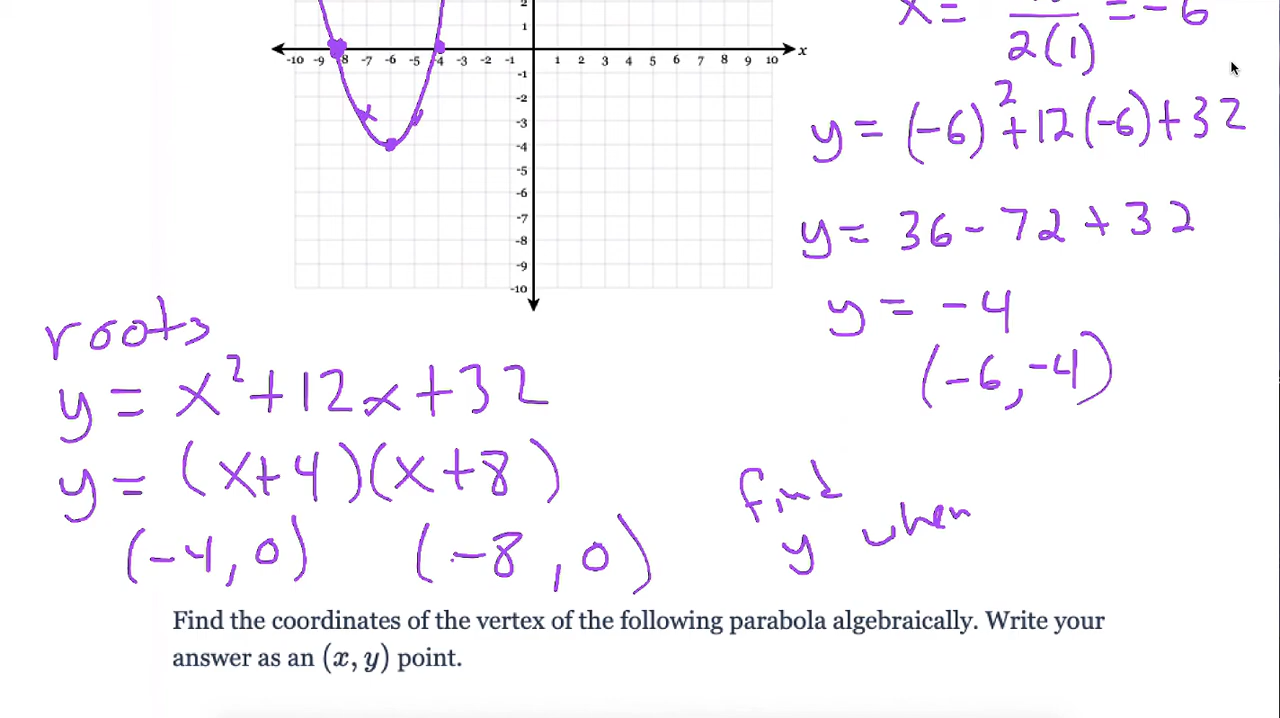 x = 2(1) = -6
2
1
-10 -9 -8 -7 -6 -5 -4 -3 -2 -1 1 2 3 4 5 6 7 8 9 10 x
-1
-2
-3
-4
-5
-6
-7
-8
-9
-10
y = (-6)² + 12(-6) + 32
y = 36 - 72 + 32
y = -4
(-6, -4)
roots
y = x² + 12x + 32
y = (x+4)(x+8)
(-4, 0) (-8, 0)
find
y when
Find the coordinates of the vertex of the following parabola algebraically. Write your
answer as an (x, y) point.